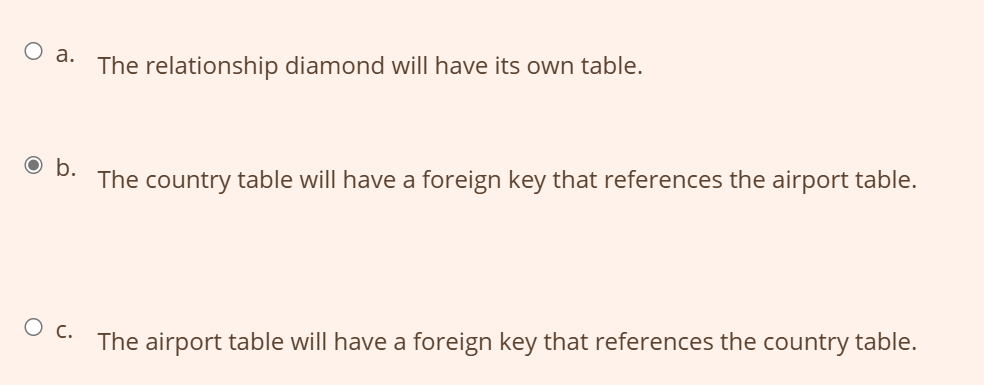 a. The relationship diamond will have its own table.
b. The country table will have a foreign key that references the airport table.
c. The airport table will have a foreign key that references the country table.